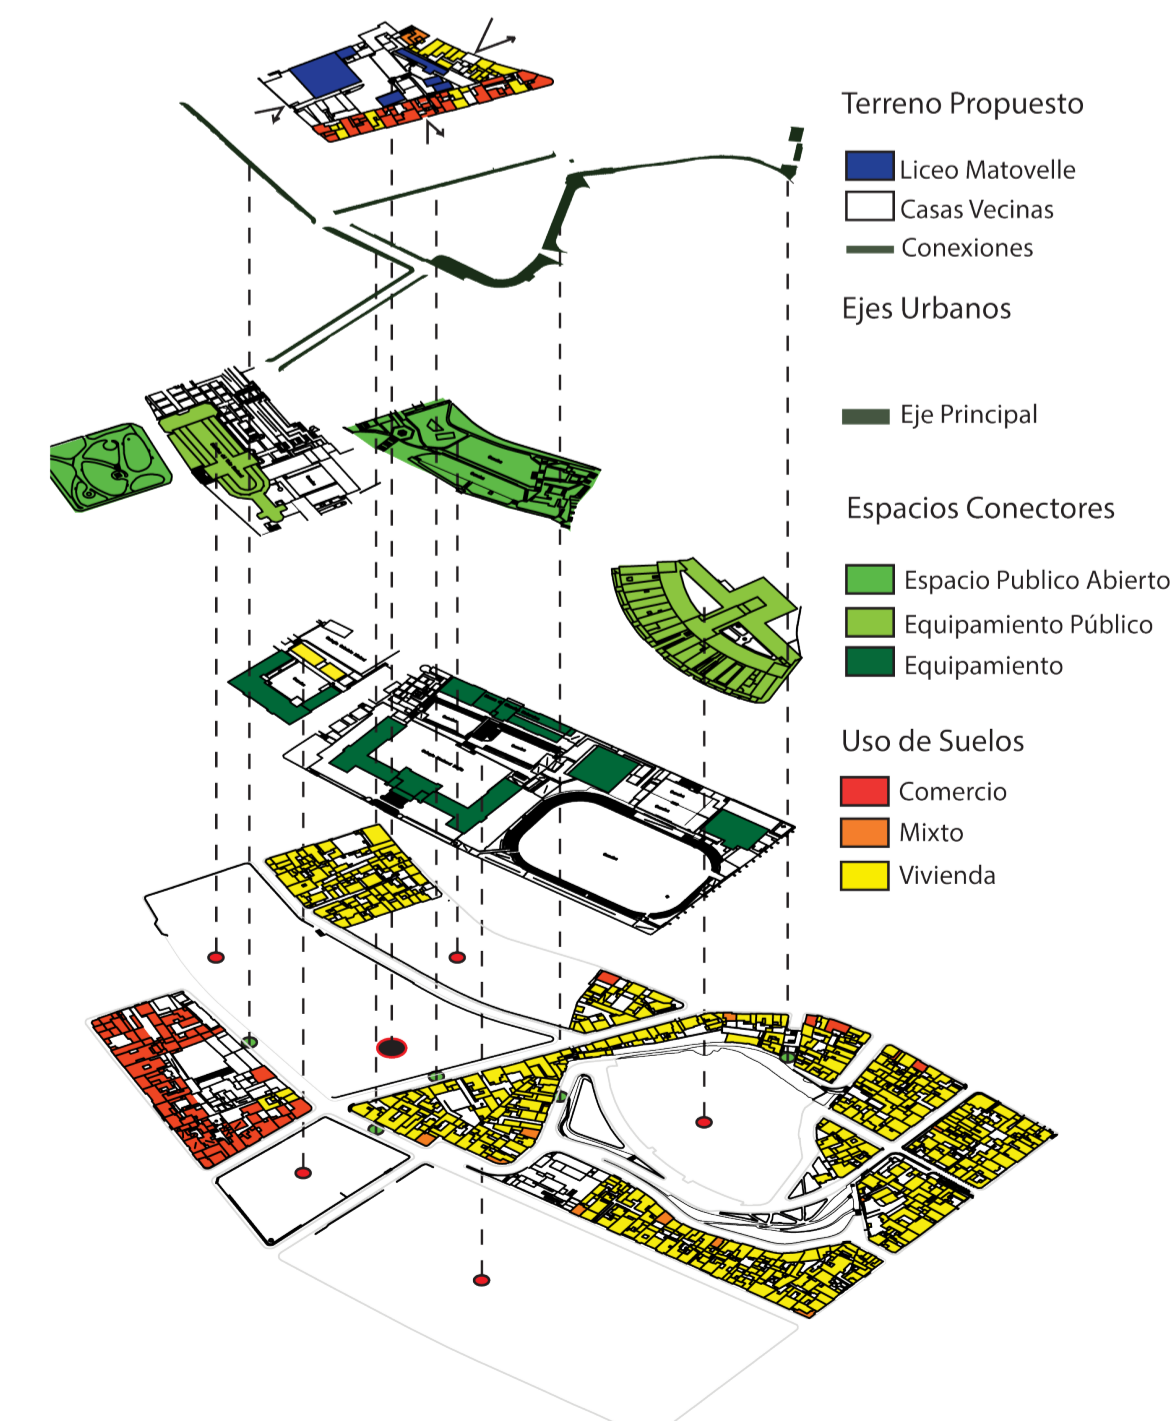 Terreno Propuesto
Liceo Matovelle
Casas Vecinas
Conexiones
Ejes Urbanos
Eje Principal
Espacios Conectores
Espacio Publico Abierto
Equipamiento Público
Equipamiento
Uso de Suelos
Comercio
Mixto
Vivienda